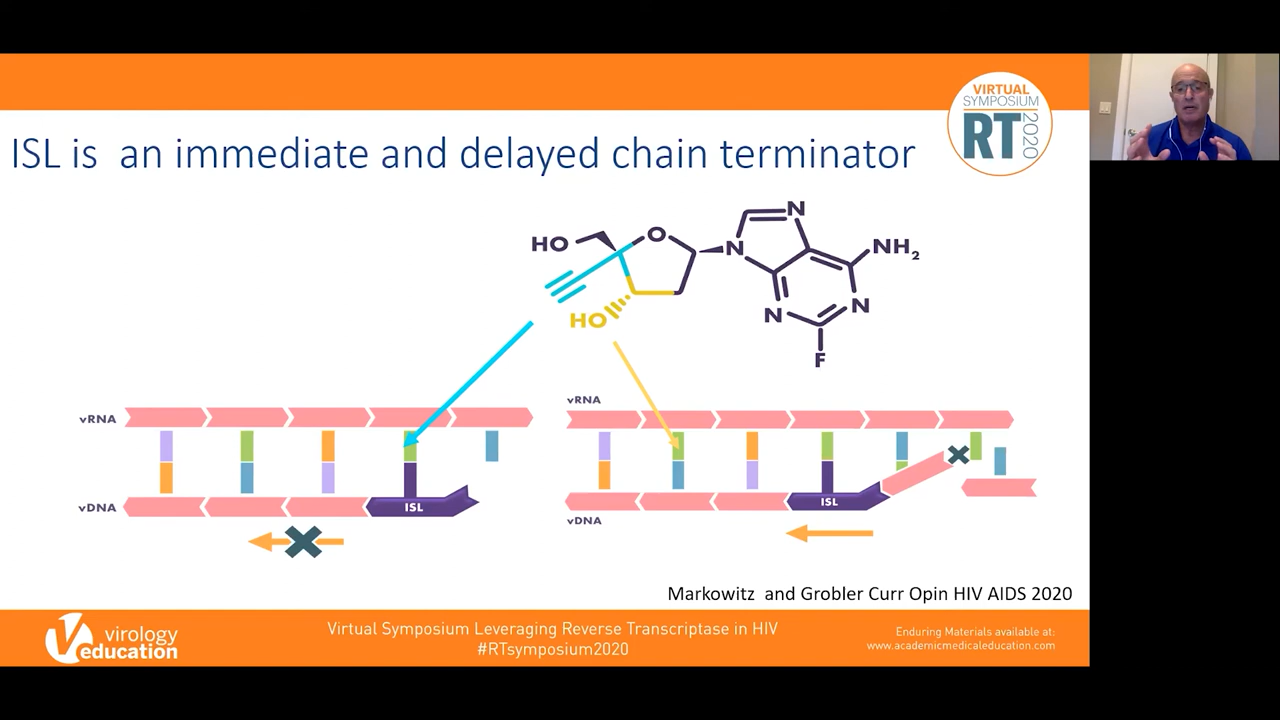 VIRTUAL
SYMPOSIUM
RT
2020
ISL is an immediate and delayed chain terminator
HO
O
N
N
NH2
HO
N
N
F
vRNA
vDNA
ISL
vRNA
vDNA
ISL
Markowitz and Grobler Curr Opin HIV AIDS 2020
virology
education
Virtual Symposium Leveraging Reverse Transcriptase in HIV
#RTsymposium2020
Enduring Materials available at:
www.academicmedicaleducation.com